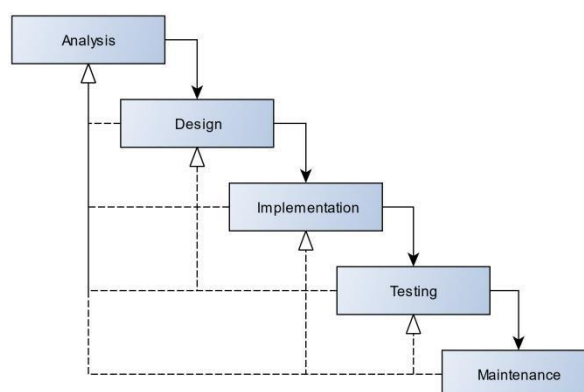 Analysis
Design
Implementation
Testing
Maintenance